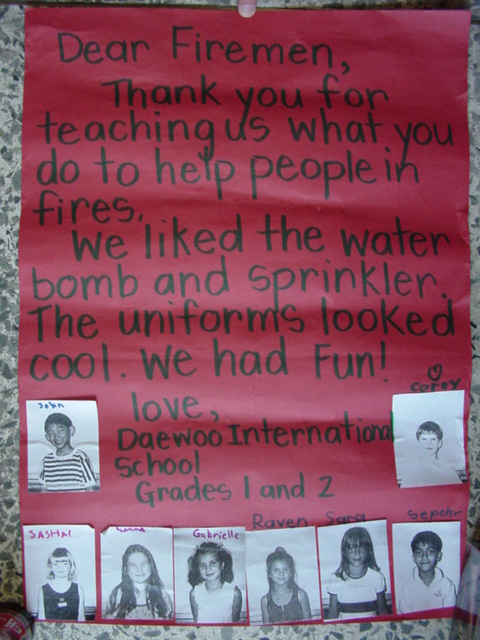 Dear Firemen,
Thank you for
teaching us what you
do to help people in
fires.
We liked the water
bomb and sprinkler.
The uniforms looked
cool. We had Fun!
love,
Daewoo International
School
Grades 1 and 2
Corey
John
SASHA
Gabrielle
Raven Sara Sepehr